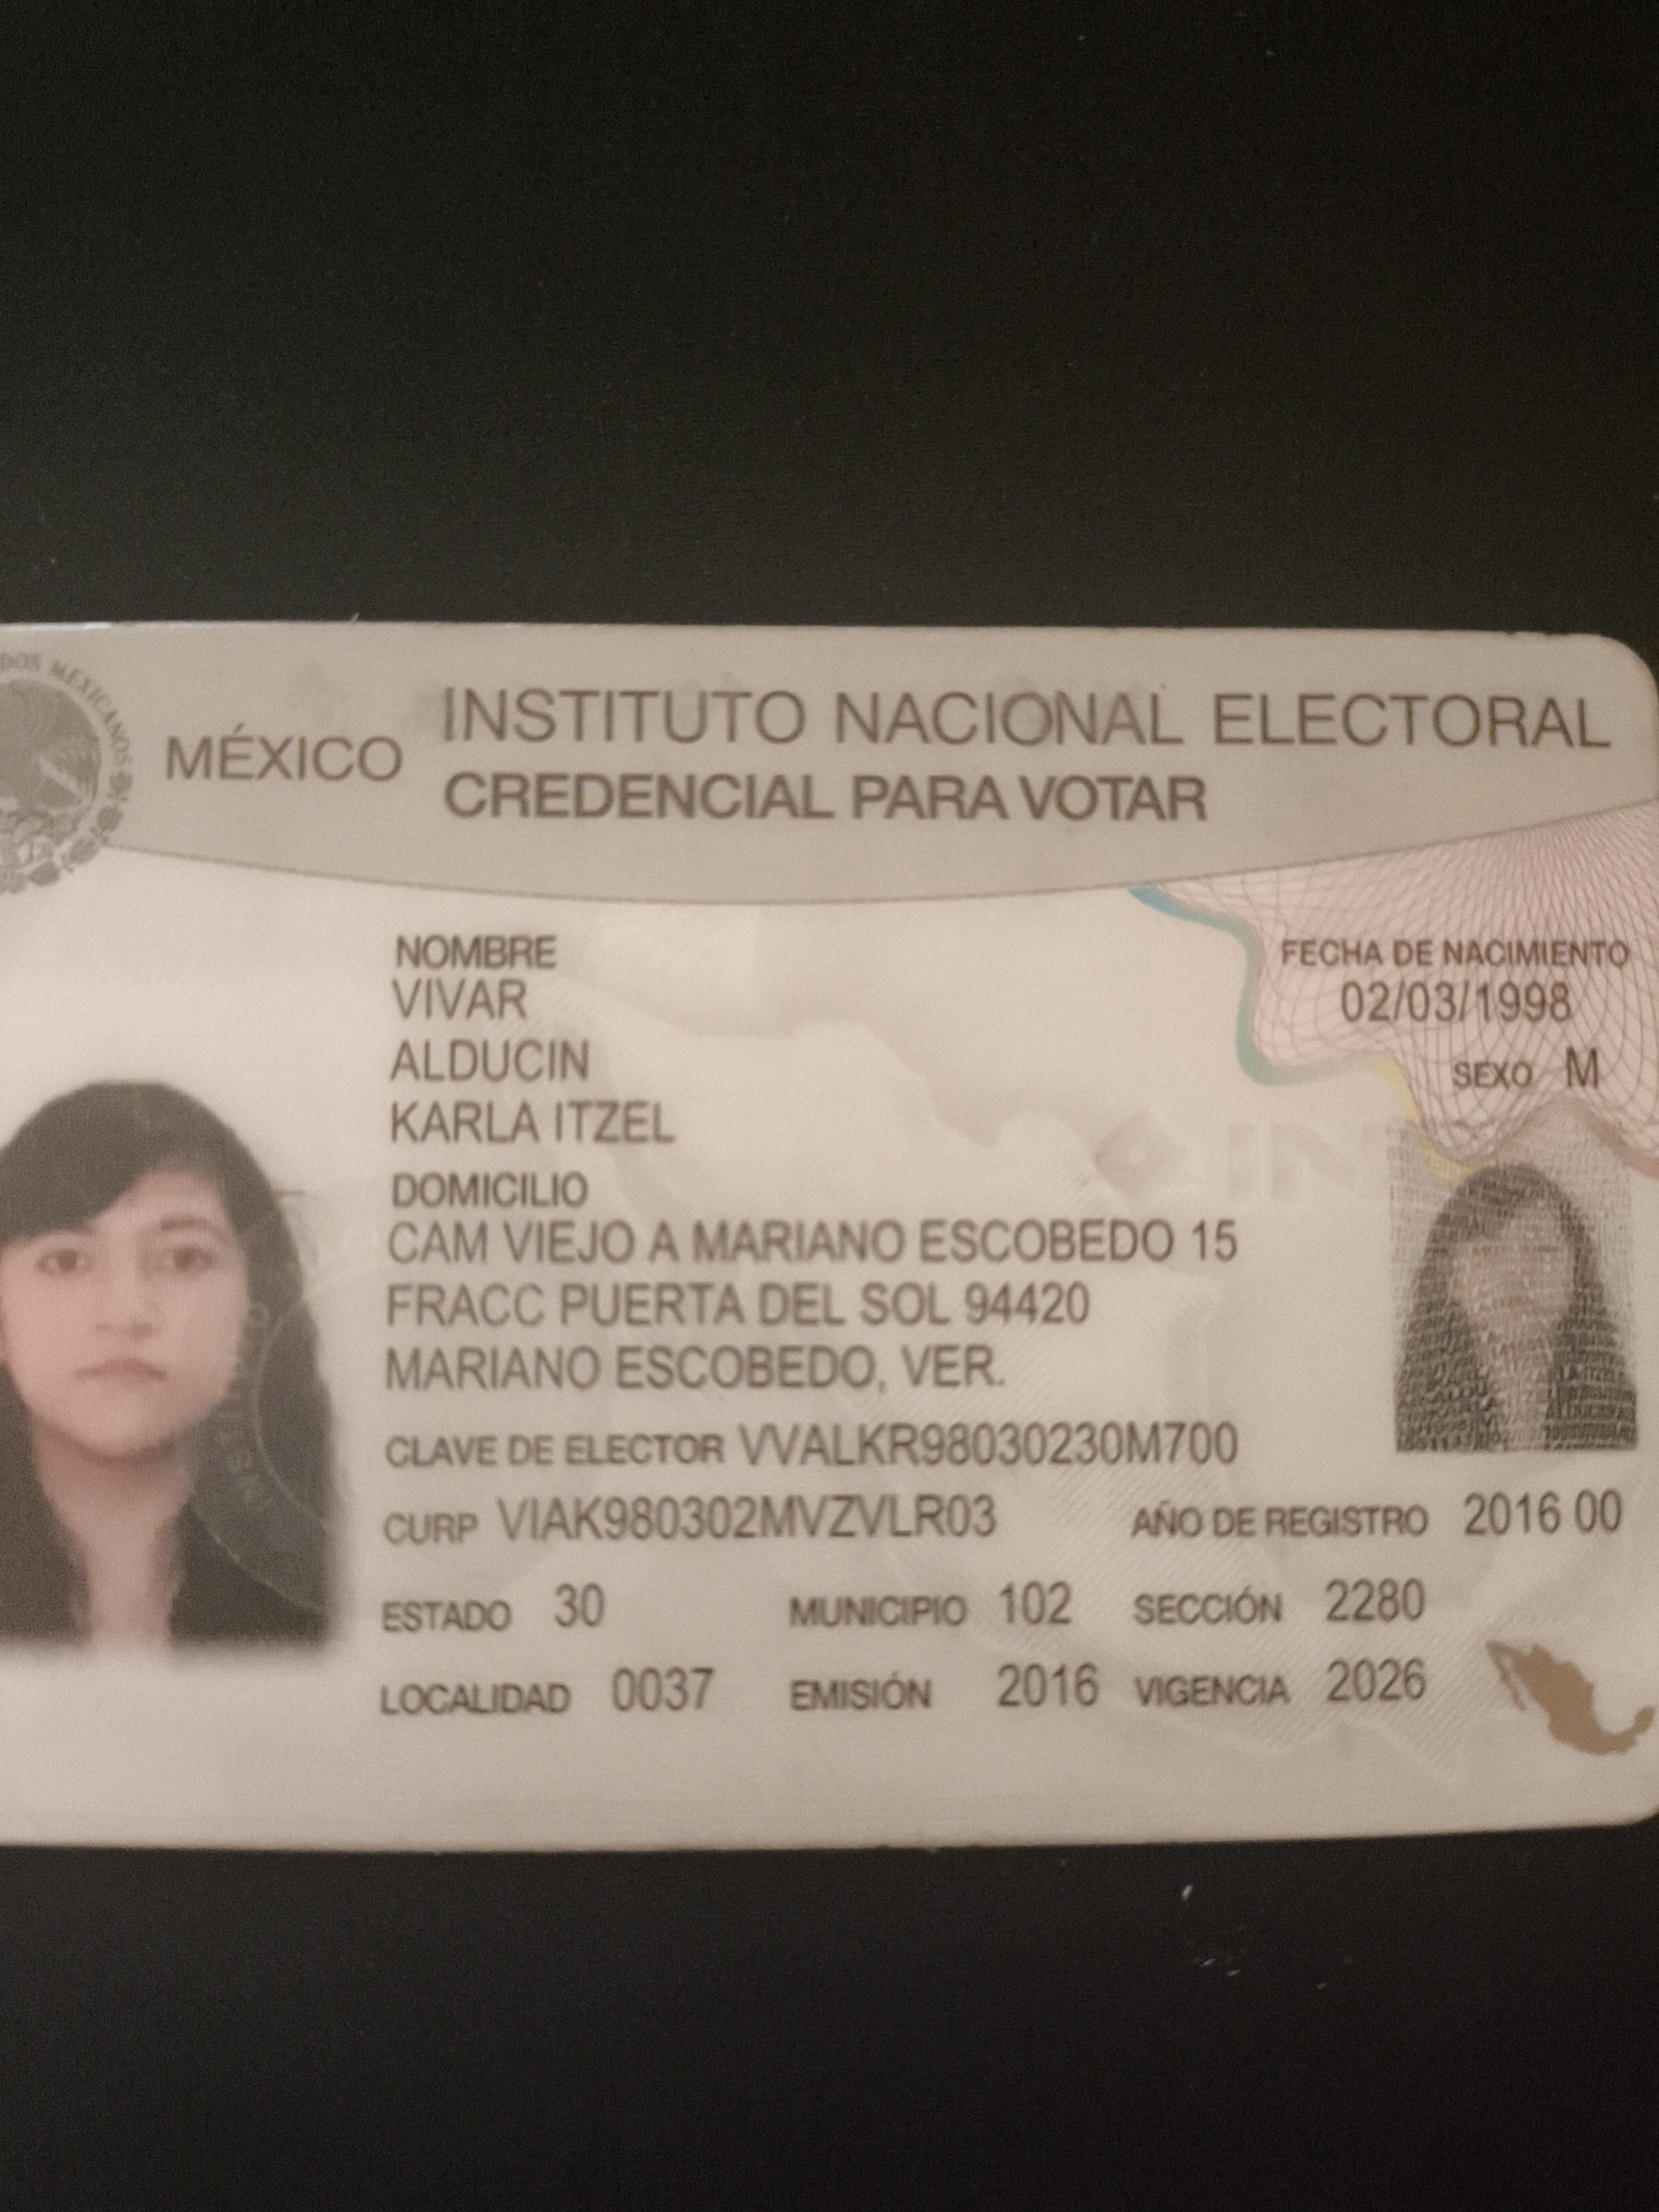 DOS MEXICANOS
MÉXICO
INSTITUTO NACIONAL ELECTORAL
CREDENCIAL PARA VOTAR
NOMBRE
VIVAR
ALDUCIN
KARLA ITZEL
FECHA DE NACIMIENTO
02/03/1998
SEXO M
DOMICILIO
CAM VIEJO A MARIANO ESCOBEDO 15
FRACC PUERTA DEL SOL 94420
MARIANO ESCOBEDO, VER.
CLAVE DE ELECTOR VVALKR98030230M700
CURP VIAK980302MVZVLR03 AÑO DE REGISTRO 2016 00
ESTADO 30 MUNICIPIO 102 SECCIÓN 2280
LOCALIDAD 0037 EMISIÓN 2016 VIGENCIA 2026